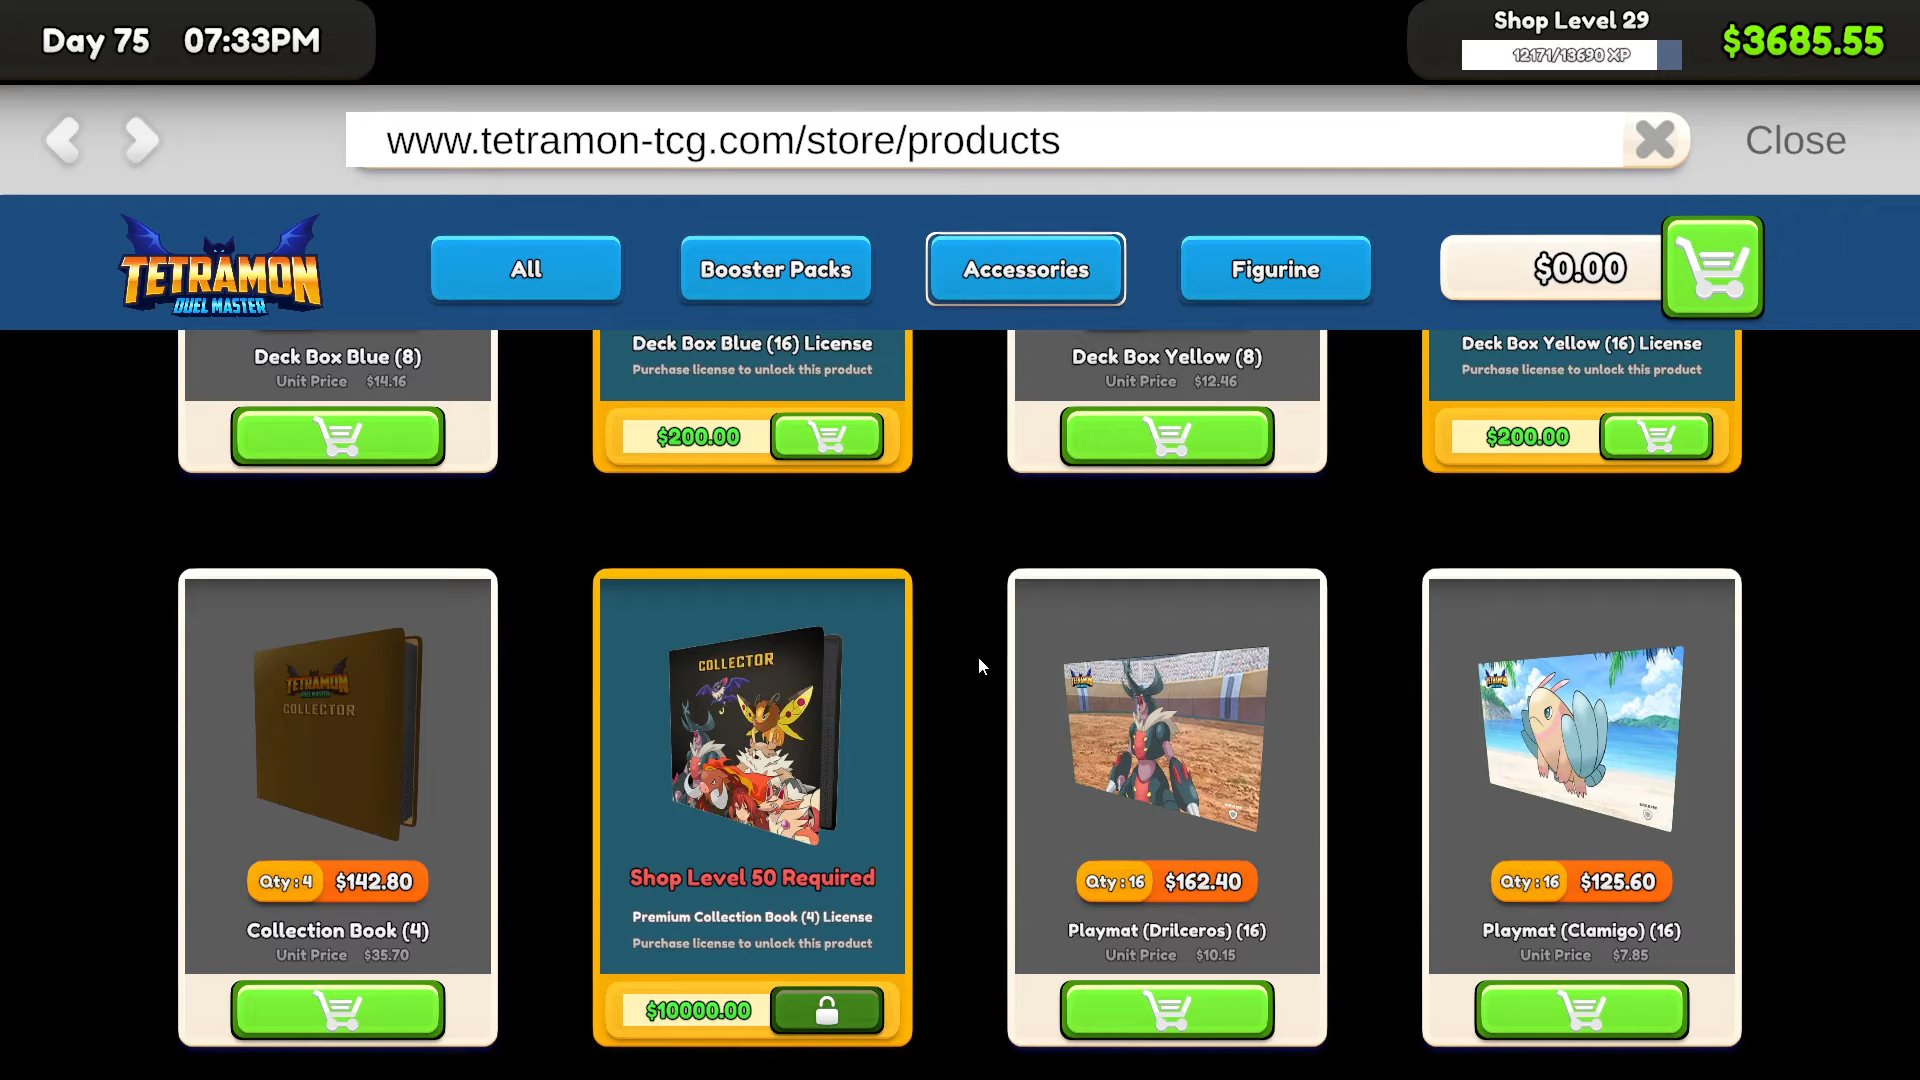 Day 75 07:33PM
Shop Level 29
12171/13690 XP
$3685.55
www.tetramon-tcg.com/store/products
Close
TETRAMON
DUEL MASTER
All
Booster Packs
Accessories
Figurine
$0.00
Deck Box Blue (8)
Unit Price $14.16
Deck Box Blue (16) License
Purchase license to unlock this product
$200.00
Deck Box Yellow (8)
Unit Price $12.46
Deck Box Yellow (16) License
Purchase license to unlock this product
$200.00
TETRAMON
COLLECTOR
Qty: 4 $142.80
Collection Book (4)
Unit Price $35.70
COLLECTOR
Shop Level 50 Required
Premium Collection Book (4) License
Purchase license to unlock this product
$10000.00
TETRAMON
Qty: 16 $162.40
Playmat (Drilceros) (16)
Unit Price $10.15
TETRAMON
Qty: 16 $125.60
Playmat (Clamigo) (16)
Unit Price $7.85